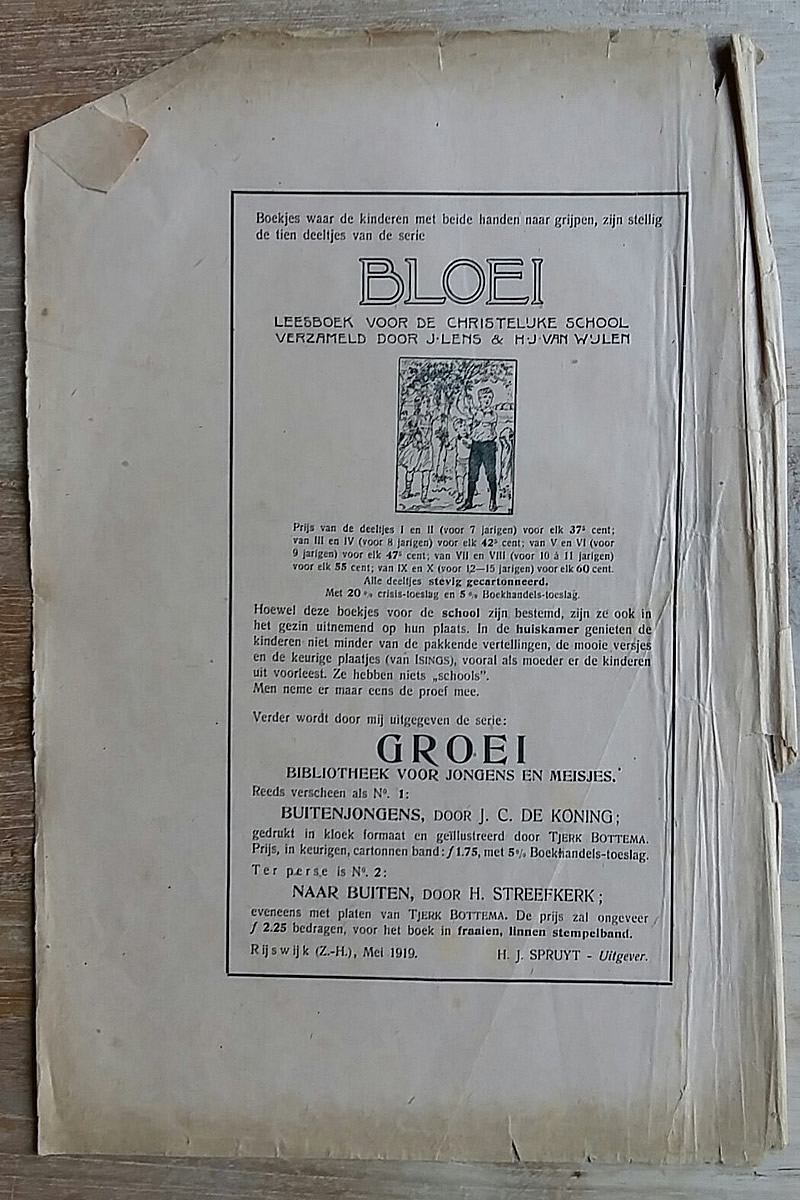 Boekjes waar de kinderen met beide handen naar grijpen, zijn stellig
de tien deeltjes van de serie
BLOEI
LEESBOEK VOOR DE CHRISTELIJKE SCHOOL
VERZAMELD DOOR J·LENS & H·J·VAN WIJLEN
Prijs van de deeltjes I en II (voor 7 jarigen) voor elk 37⁵ cent;
van III en IV (voor 8 jarigen) voor elk 42⁵ cent; van V en VI (voor
9 jarigen) voor elk 47⁵ cent; van VII en VIII (voor 10 à 11 jarigen)
voor elk 55 cent; van IX en X (voor 12—15 jarigen) voor elk 60 cent.
Alle deeltjes stevig gecartonneerd.
Met 20 % crisis-toeslag en 5 % Boekhandels-toeslag.
Hoewel deze boekjes voor de school zijn bestemd, zijn ze ook in
het gezin uitnemend op hun plaats. In de huiskamer genieten de
kinderen niet minder van de pakkende vertellingen, de mooie versjes
en de keurige plaatjes (van ISINGS), vooral als moeder er de kinderen
uit voorleest. Ze hebben niets „schools”.
Men neme er maar eens de proef mee.
Verder wordt door mij uitgegeven de serie:
GROEI
BIBLIOTHEEK VOOR JONGENS EN MEISJES.
Reeds verscheen als Nº. 1:
BUITENJONGENS, DOOR J. C. DE KONING;
gedrukt in kloek formaat en geïllustreerd door TJERK BOTTEMA.
Prijs, in keurigen, cartonnen band: ƒ 1.75, met 5% Boekhandels-toeslag.
Ter perse is Nº. 2:
NAAR BUITEN, DOOR H. STREEFKERK;
eveneens met platen van TJERK BOTTEMA. De prijs zal ongeveer
ƒ 2.25 bedragen, voor het boek in fraaien, linnen stempelband.
Rijswijk (Z.-H.), Mei 1919. H. J. SPRUYT - Uitgever.